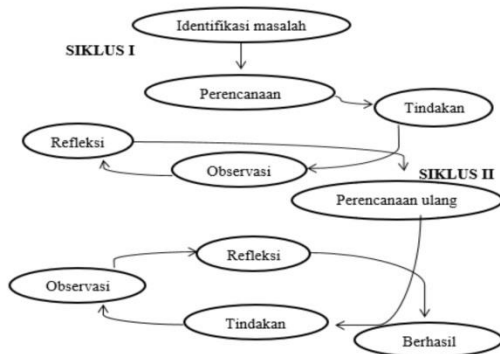 Identifikasi masalah
SIKLUS I
Perencanaan
Tindakan
Refleksi
Observasi
SIKLUS II
Perencanaan ulang
Refleksi
Observasi
Tindakan
Berhasil